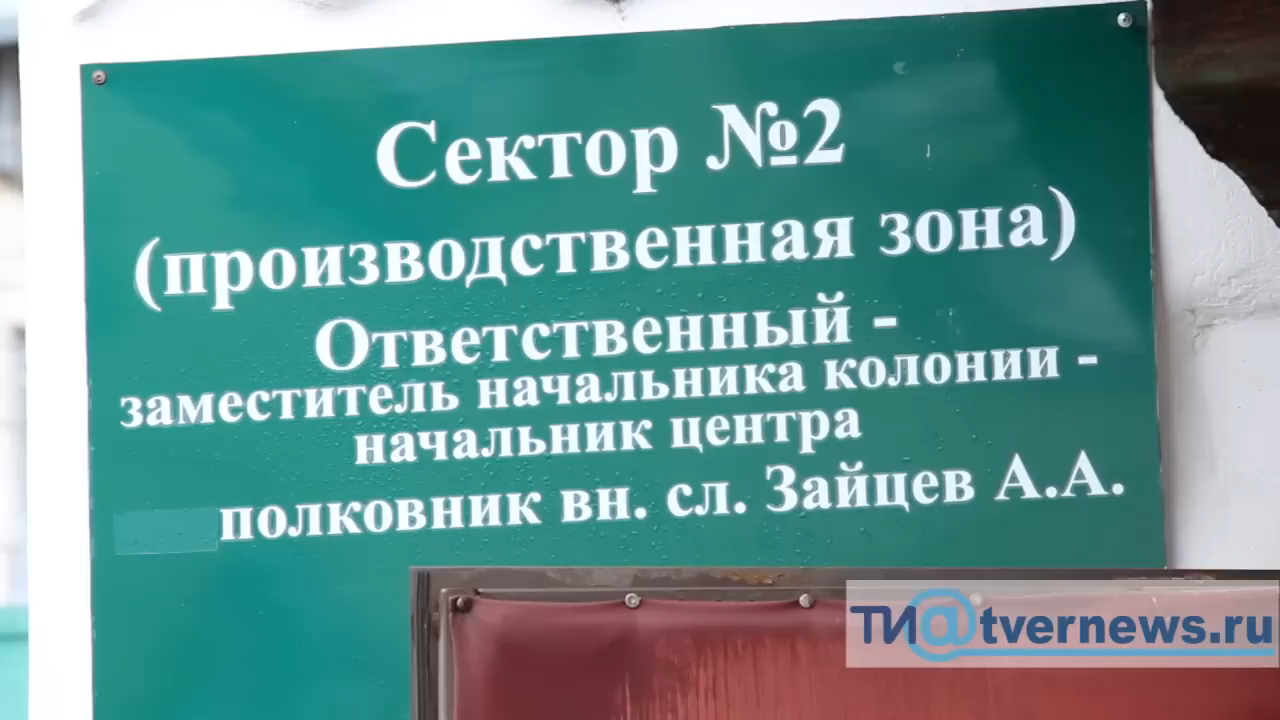 Сектор №2
(производственная зона)
Ответственный -
заместитель начальника колонии -
начальник центра
полковник вн. сл. Зайцев А.А.
ТИ@tvernews.ru